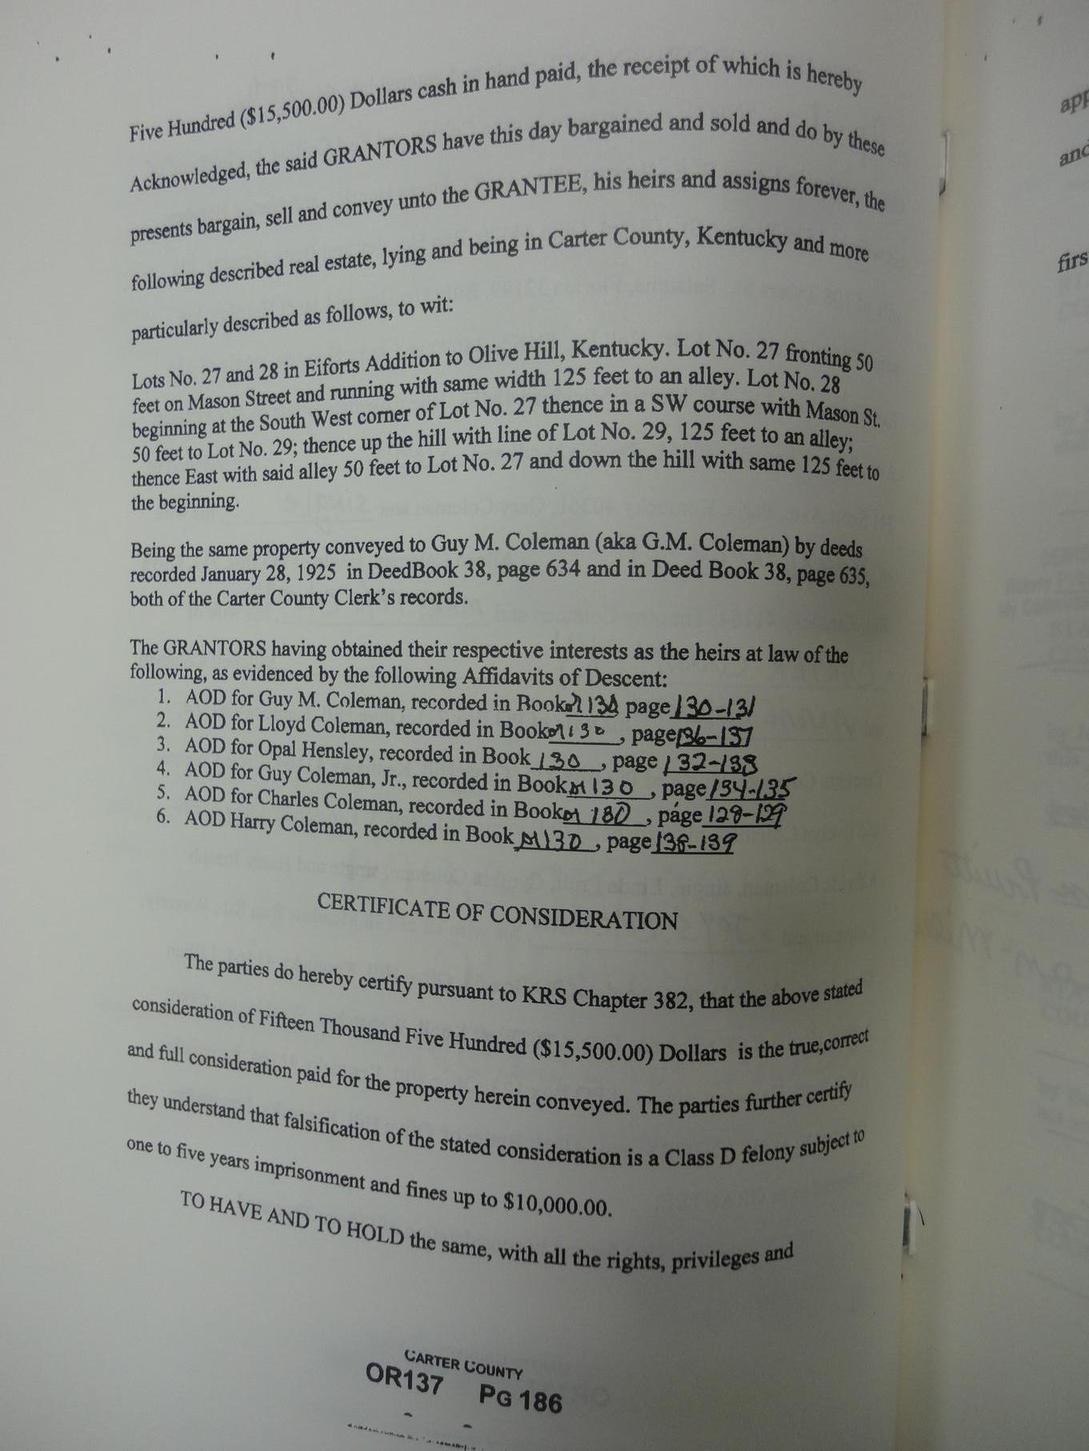 Five Hundred ($15,500.00) Dollars cash in hand paid, the receipt of which is hereby
Acknowledged, the said GRANTORS have this day bargained and sold and do by these
presents bargain, sell and convey unto the GRANTEE, his heirs and assigns forever, the
following described real estate, lying and being in Carter County, Kentucky and more
particularly described as follows, to wit:
Lots No. 27 and 28 in Eiforts Addition to Olive Hill, Kentucky. Lot No. 27 fronting 50
feet on Mason Street and running with same width 125 feet to an alley. Lot No. 28
beginning at the South West corner of Lot No. 27 thence in a SW course with Mason St.
50 feet to Lot No. 29; thence up the hill with line of Lot No. 29, 125 feet to an alley;
thence East with said alley 50 feet to Lot No. 27 and down the hill with same 125 feet to
the beginning.
Being the same property conveyed to Guy M. Coleman (aka G.M. Coleman) by deeds
recorded January 28, 1925 in DeedBook 38, page 634 and in Deed Book 38, page 635,
both of the Carter County Clerk's records.
The GRANTORS having obtained their respective interests as the heirs at law of the
following, as evidenced by the following Affidavits of Descent:
1. AOD for Guy M. Coleman, recorded in Book page 130-131
2. AOD for Lloyd Coleman, recorded in Book M130, page 136-137
3. AOD for Opal Hensley, recorded in Book 130, page 132-133
4. AOD for Guy Coleman, Jr., recorded in Book M130, page 134-135
5. AOD for Charles Coleman, recorded in Book M, page 128-129
6. AOD Harry Coleman, recorded in Book M130, page 138-139
CERTIFICATE OF CONSIDERATION
The parties do hereby certify pursuant to KRS Chapter 382, that the above stated
consideration of Fifteen Thousand Five Hundred ($15,500.00) Dollars is the true,correct
and full consideration paid for the property herein conveyed. The parties further certify
they understand that falsification of the stated consideration is a Class D felony subject to
one to five years imprisonment and fines up to $10,000.00.
TO HAVE AND TO HOLD the same, with all the rights, privileges and
CARTER COUNTY
OR137 PG 186
app
and
firs